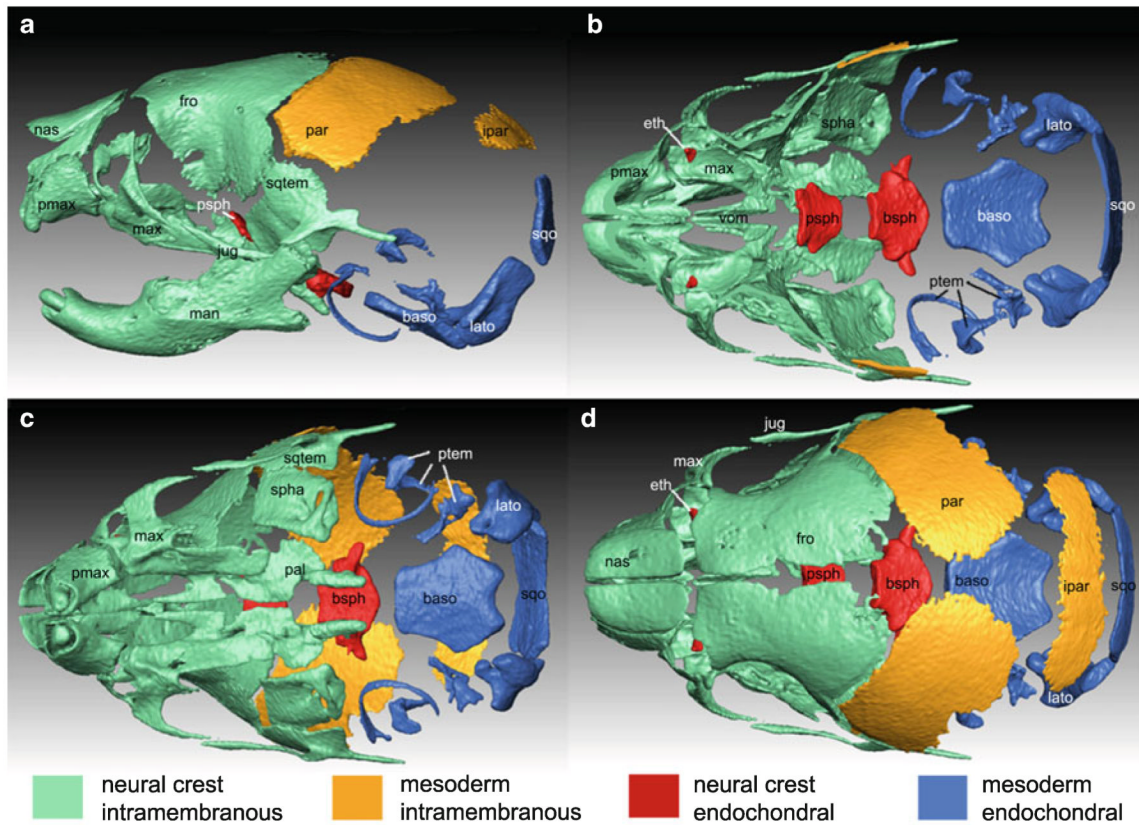 a
fro
nas
par
ipar
sqtem
pmax
psph
max
jug
sqo
man
baso
lato
b
eth
spha
lato
pmax
max
vom
psph
bsph
baso
sqo
ptem
c
sqtem
ptem
spha
lato
max
pmax
pal
bsph
baso
sqo
d
jug
max
eth
par
nas
fro
psph
bsph
baso
ipar
sqo
lato
neural crest
intramembranous
mesoderm
intramembranous
neural crest
endochondral
mesoderm
endochondral